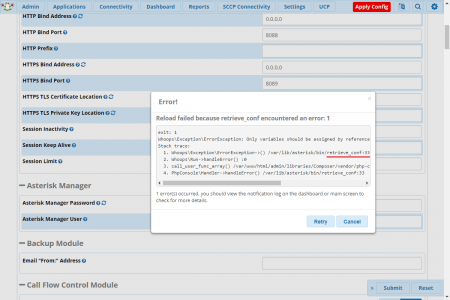 Admin Applications Connectivity Dashboard Reports SCCP Connectivity Settings UCP Apply Config
HTTP Bind Address 0.0.0.0
HTTP Bind Port 8088
HTTP Prefix
HTTPS Bind Address 0.0.0.0
HTTPS Bind Port 8089
HTTPS TLS Certificate Location
HTTPS TLS Private Key Location
Session Inactivity
Session Keep Alive
Session Limit
Error!
×
Reload failed because retrieve_conf encountered an error: 1
exit: 1
Whoops\Exception\ErrorException: Only variables should be assigned by reference
Stack trace:
1. Whoops\Exception\ErrorException->() /var/lib/asterisk/bin/retrieve_conf:33
2. Whoops\Run->handleError() :0
3. call_user_func_array() /var/www/html/admin/libraries/Composer/vendor/php-c
4. PhpConsole\Handler->handleError() /var/lib/asterisk/bin/retrieve_conf:33
1 error(s) occurred, you should view the notification log on the dashboard or main screen to
check for more details.
Retry Cancel
Asterisk Manager
Asterisk Manager Password
Asterisk Manager User
Backup Module
Email "From:" Address
Call Flow Control Module
Submit Reset